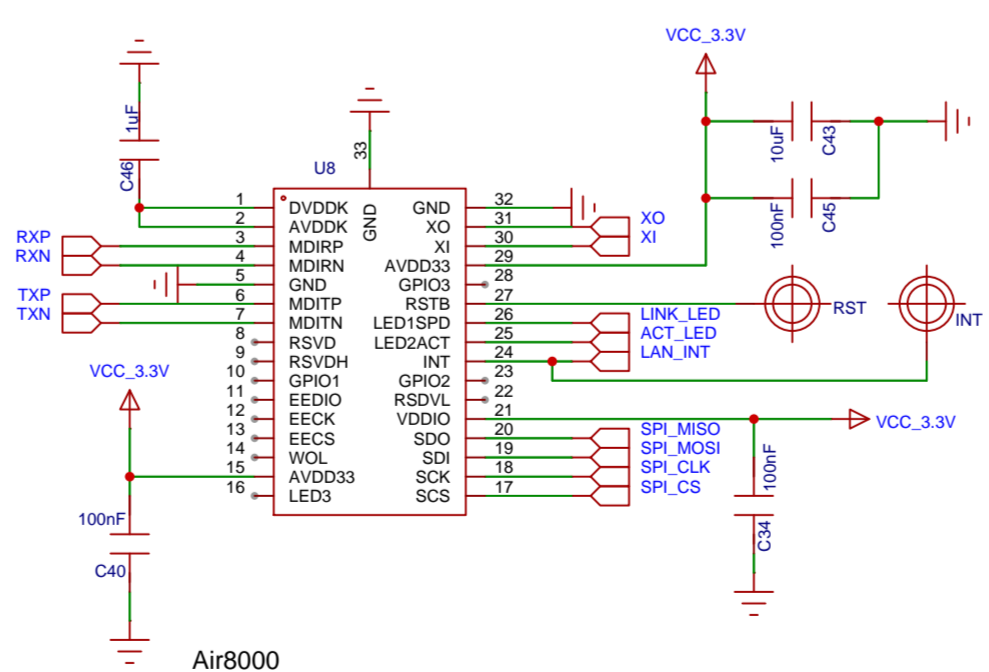 VCC_3.3V
1uF
C46
33
U8
10uF
C43
100nF
C45
1 DVDDK
2 AVDDK
3 MDIRP
4 MDIRN
5 GND
6 MDITP
7 MDITN
8 RSVD
9 RSVDH
10 GPIO1
11 EEDIO
12 EECK
13 EECS
14 WOL
15 AVDD33
16 LED3
GND
GND 32
XO 31
XI 30
AVDD33 29
GPIO3 28
RSTB 27
LED1SPD 26
LED2ACT 25
INT 24
GPIO2 23
RSDVL 22
VDDIO 21
SDO 20
SDI 19
SCK 18
SCS 17
RXP
RXN
TXP
TXN
XO
XI
RST
INT
LINK_LED
ACT_LED
LAN_INT
VCC_3.3V
VCC_3.3V
SPI_MISO
SPI_MOSI
SPI_CLK
SPI_CS
100nF
C34
100nF
C40
Air8000